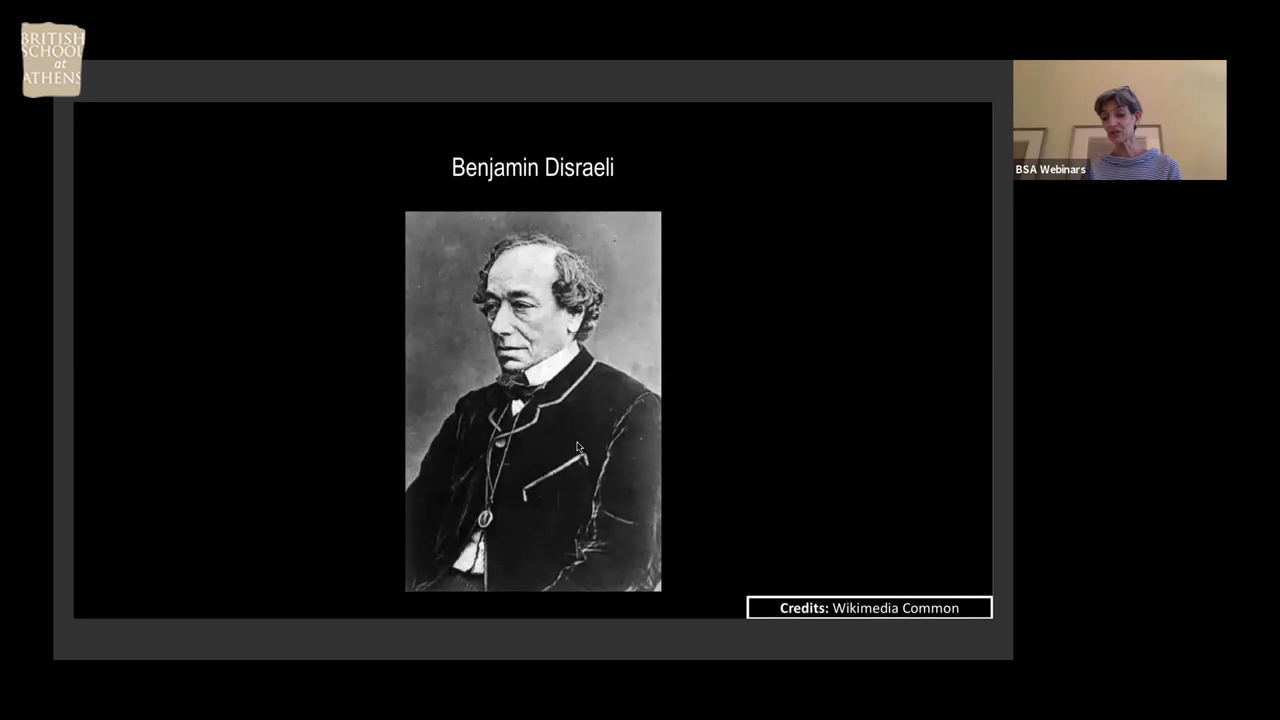 BRITISH
SCHOOL
at
ATHENS
Benjamin Disraeli
BSA Webinars
Credits: Wikimedia Common